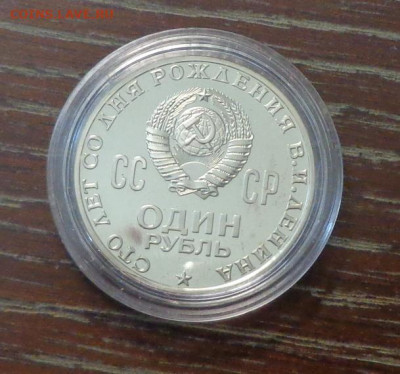 СТО ЛЕТ СО ДНЯ РОЖДЕНИЯ В.И.ЛЕНИНА
СС СР
ОДИН
РУБЛЬ